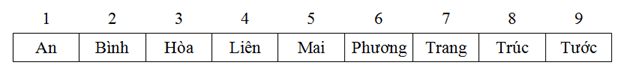 1 2 3 4 5 6 7 8 9
An Bình Hòa Liên Mai Phương Trang Trúc Tước